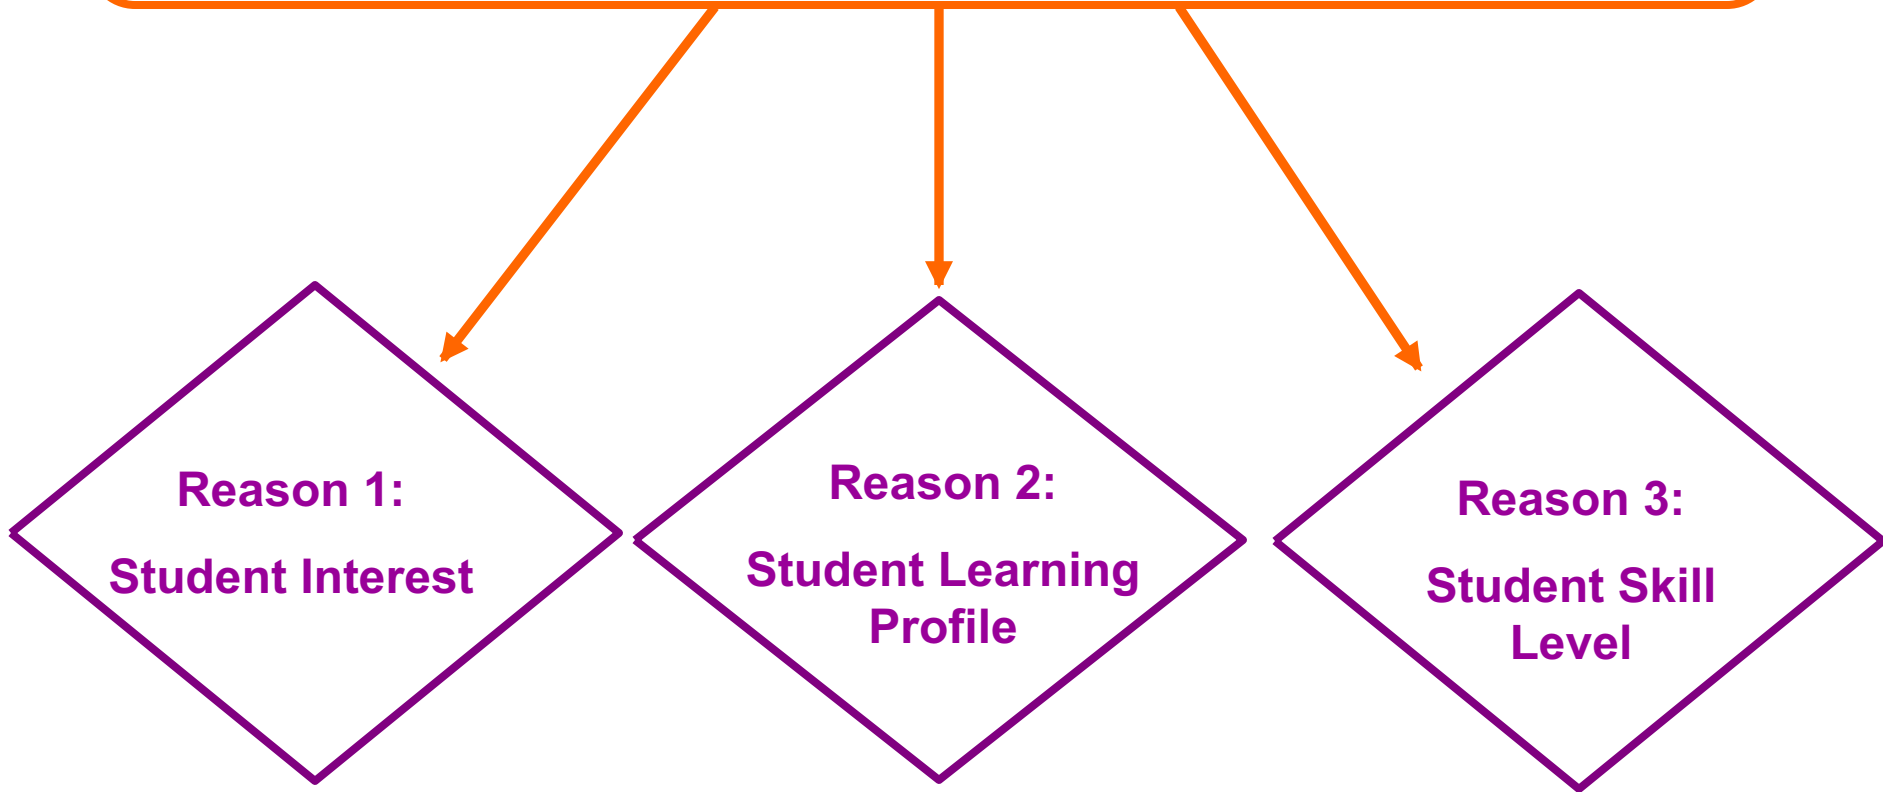 Reason 1:
Student Interest
Reason 2:
Student Learning
Profile
Reason 3:
Student Skill
Level